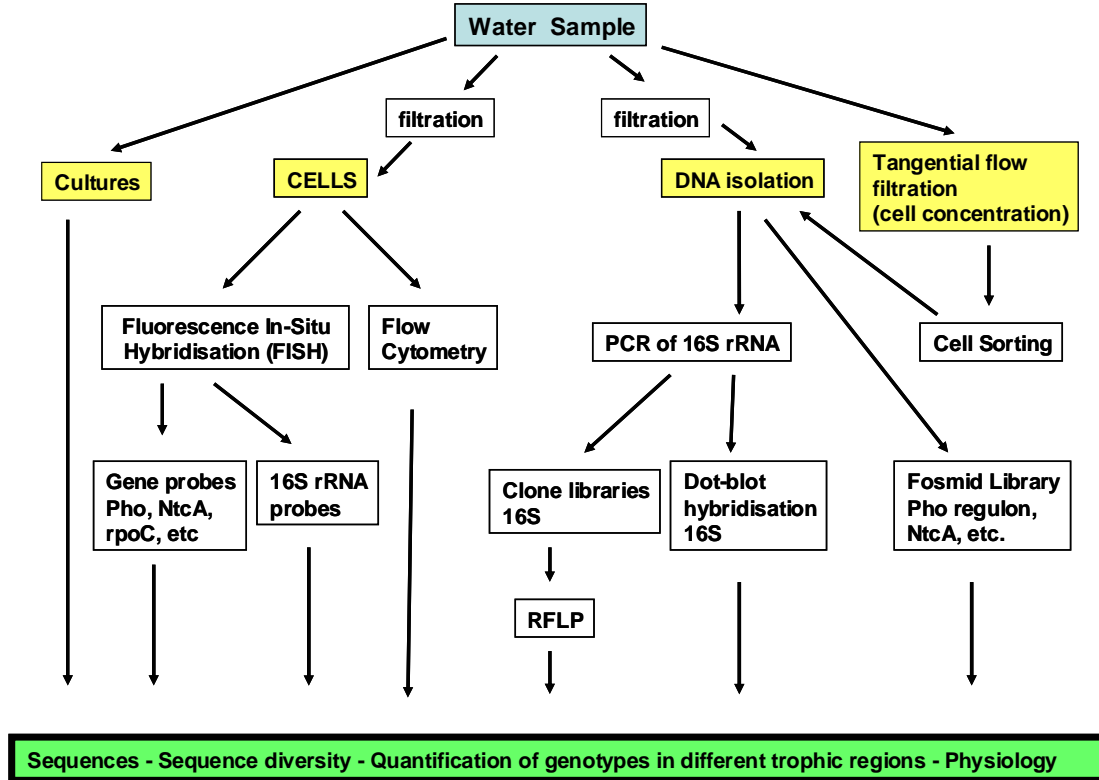 Water Sample
filtration
filtration
Cultures
CELLS
DNA isolation
Tangential flow
filtration
(cell concentration)
Fluorescence In-Situ
Hybridisation (FISH)
Flow
Cytometry
PCR of 16S rRNA
Cell Sorting
Gene probes
Pho, NtcA,
rpoC, etc
16S rRNA
probes
Clone libraries
16S
Dot-blot
hybridisation
16S
Fosmid Library
Pho regulon,
NtcA, etc.
RFLP
Sequences - Sequence diversity - Quantification of genotypes in different trophic regions - Physiology